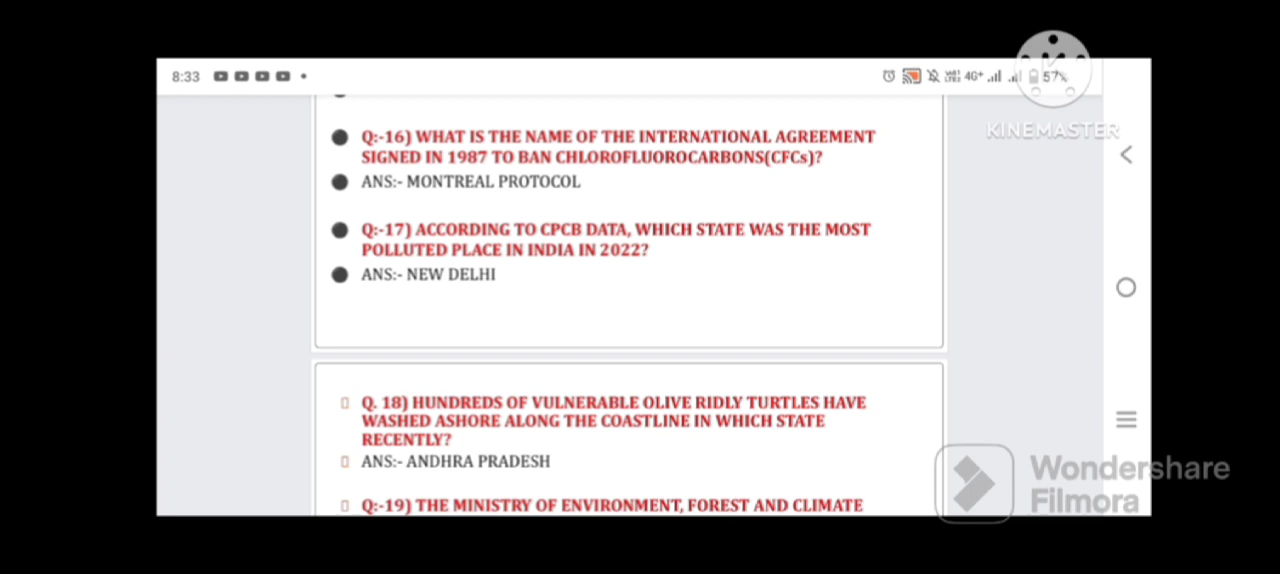 8:33
4G+ 57%
KINEMASTER
Q:-16) WHAT IS THE NAME OF THE INTERNATIONAL AGREEMENT
SIGNED IN 1987 TO BAN CHLOROFLUOROCARBONS(CFCs)?
ANS:- MONTREAL PROTOCOL
Q:-17) ACCORDING TO CPCB DATA, WHICH STATE WAS THE MOST
POLLUTED PLACE IN INDIA IN 2022?
ANS:- NEW DELHI
Q. 18) HUNDREDS OF VULNERABLE OLIVE RIDLY TURTLES HAVE
WASHED ASHORE ALONG THE COASTLINE IN WHICH STATE
RECENTLY?
ANS:- ANDHRA PRADESH
Q:-19) THE MINISTRY OF ENVIRONMENT, FOREST AND CLIMATE
Wondershare
Filmora